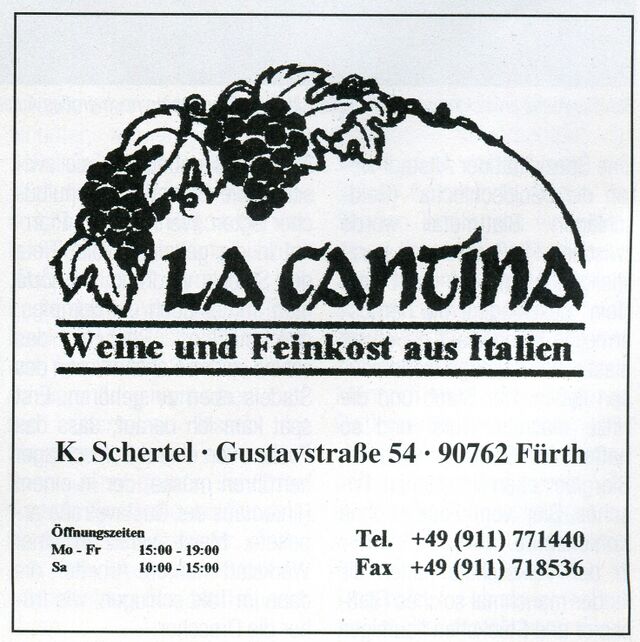 LA CANTINA
Weine und Feinkost aus Italien
K. Schertel · Gustavstraße 54 · 90762 Fürth
Öffnungszeiten
Mo - Fr 15:00 - 19:00
Sa 10:00 - 15:00
Tel. +49 (911) 771440
Fax +49 (911) 718536